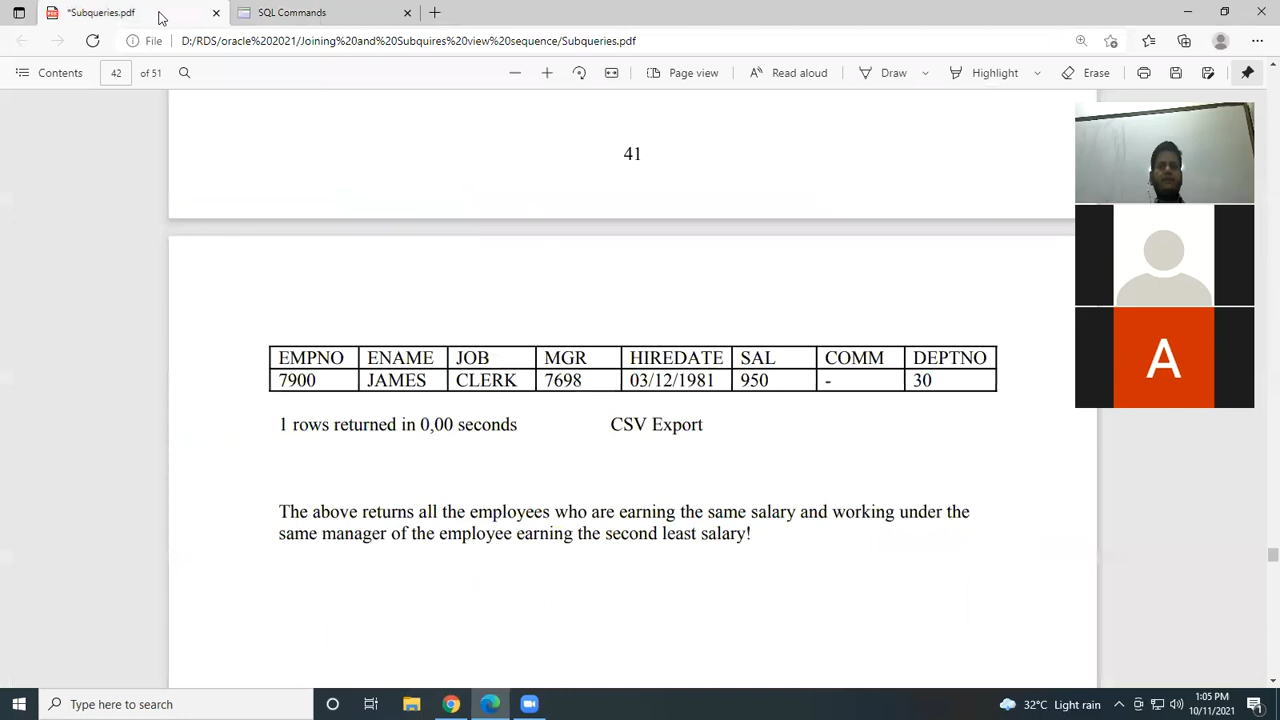 *Subqueries.pdf
SQL Commands
File
D:/RDS/oracle%202021/Joining%20and%20Subquires%20view%20sequence/Subqueries.pdf
Contents
42
of 51
Page view
Read aloud
Draw
Highlight
Erase
41
EMPNO ENAME JOB MGR HIREDATE SAL COMM DEPTNO
7900 JAMES CLERK 7698 03/12/1981 950 - 30
1 rows returned in 0,00 seconds CSV Export
The above returns all the employees who are earning the same salary and working under the
same manager of the employee earning the second least salary!
A
Type here to search
32°C Light rain
1:05 PM
10/11/2021
1